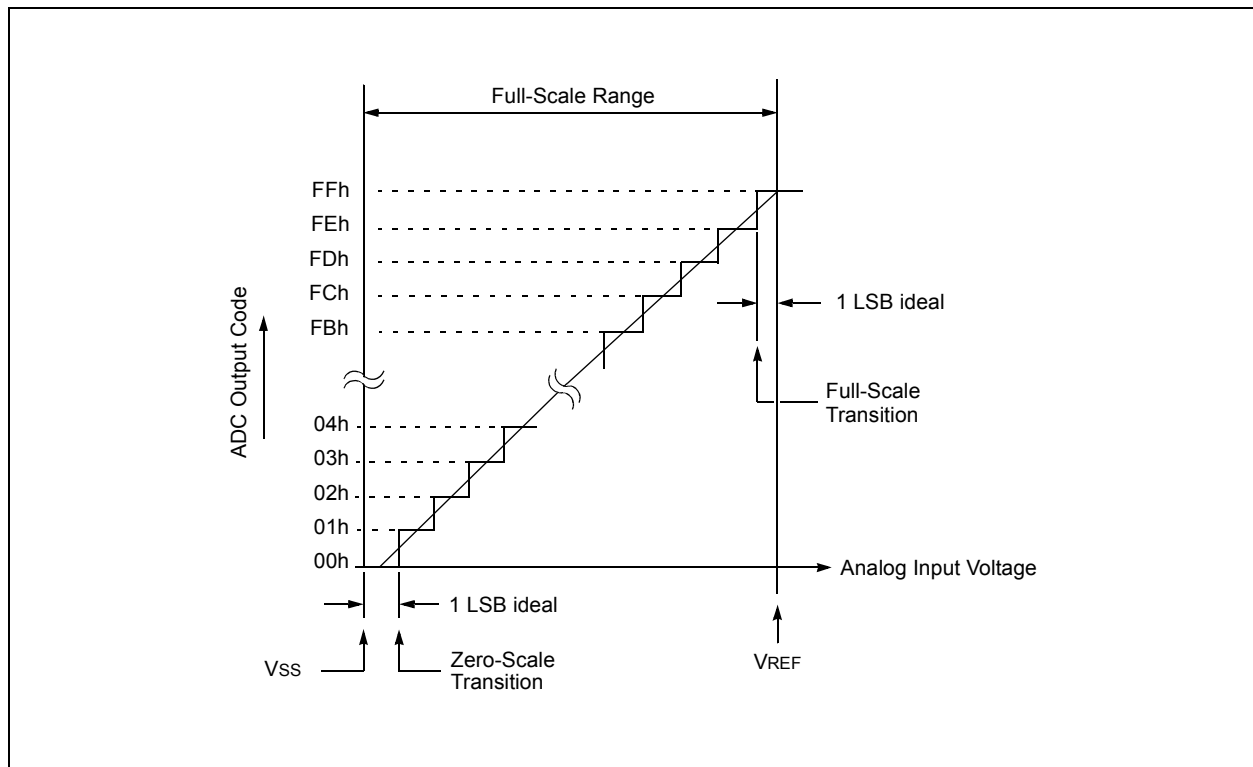 Full-Scale Range
FFh
FEh
FDh
FCh
1 LSB ideal
FBh
ADC Output Code
Full-Scale
Transition
04h
03h
02h
01h
00h
Analog Input Voltage
1 LSB ideal
VSS
Zero-Scale
Transition
VREF